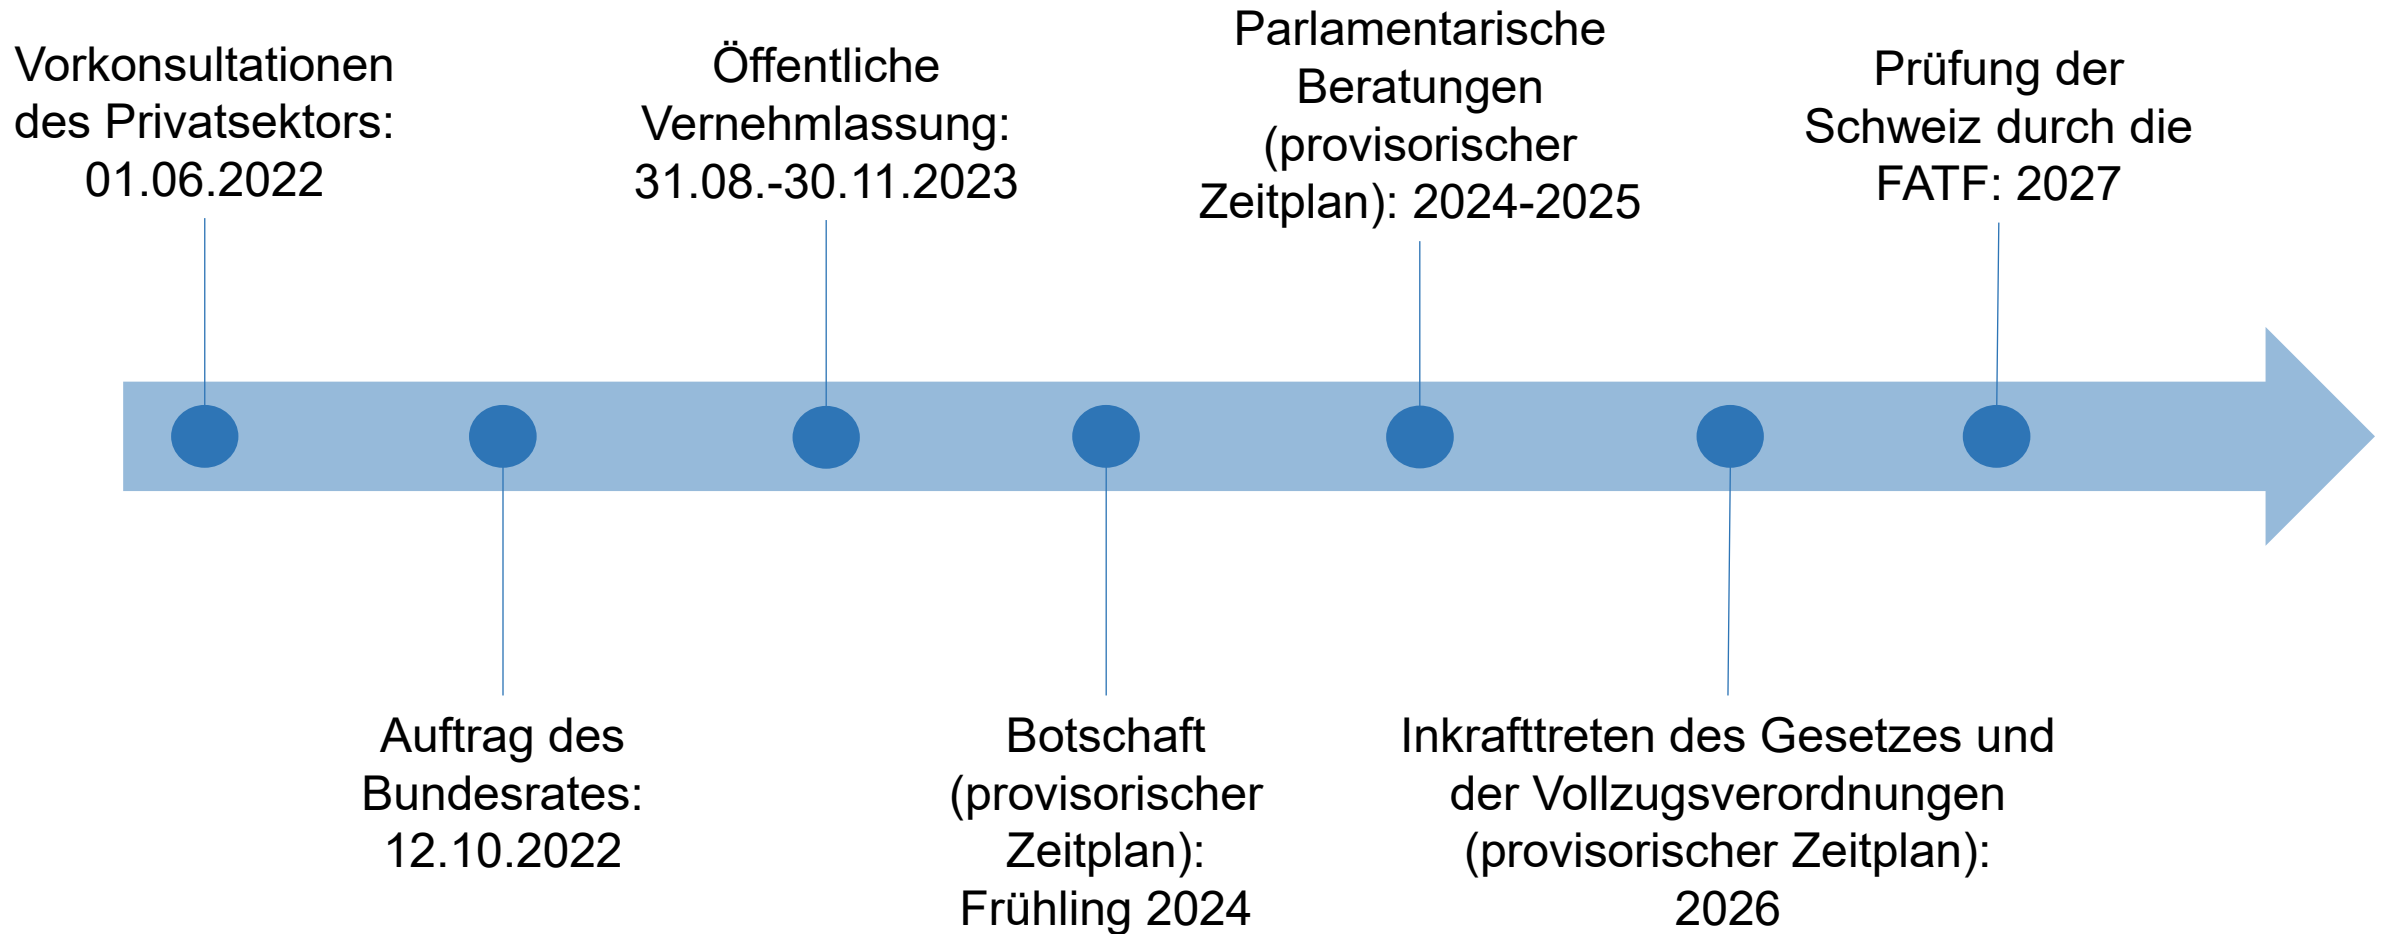 Vorkonsultationen
des Privatsektors:
01.06.2022
Auftrag des
Bundesrates:
12.10.2022
Öffentliche
Vernehmlassung:
31.08.-30.11.2023
Botschaft
(provisorischer
Zeitplan):
Frühling 2024
Parlamentarische
Beratungen
(provisorischer
Zeitplan): 2024-2025
Inkrafttreten des Gesetzes und
der Vollzugsverordnungen
(provisorischer Zeitplan):
2026
Prüfung der
Schweiz durch die
FATF: 2027